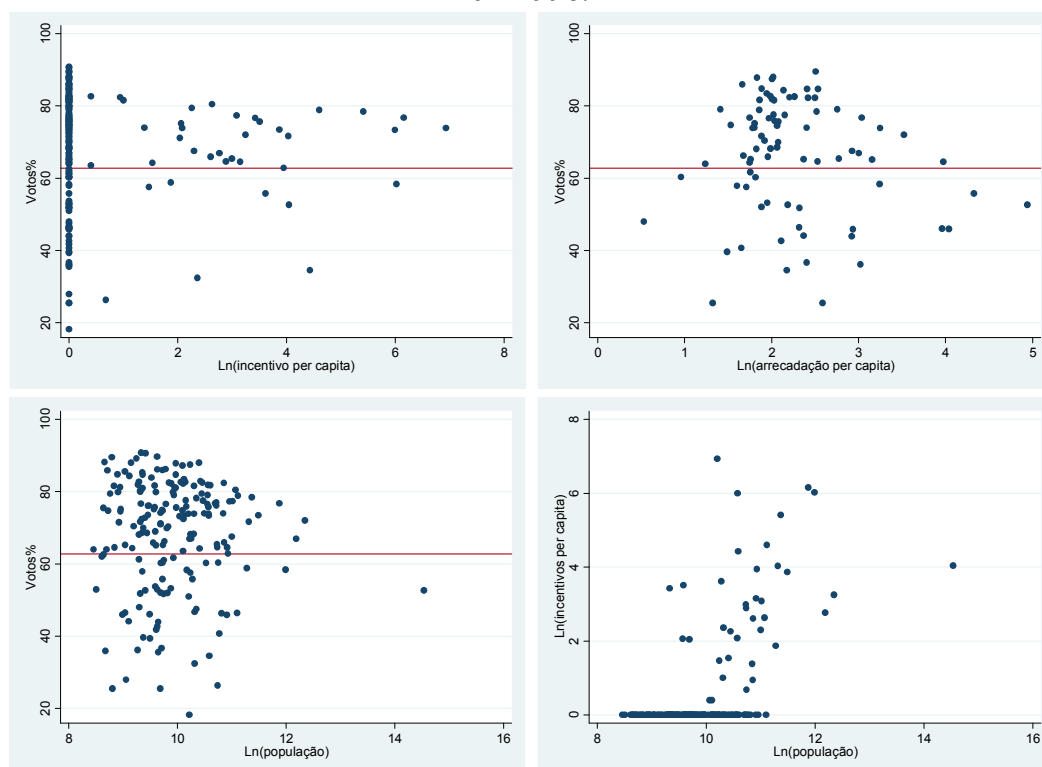 100
80
60
40
20
Votos%
0 2 4 6 8
Ln(incentivo per capita)
100
80
60
40
20
Votos%
0 1 2 3 4 5
Ln(arrecadação per capita)
100
80
60
40
20
Votos%
8 10 12 14 16
Ln(população)
8
6
4
2
0
Ln(incentivos per capita)
8 10 12 14 16
Ln(população)